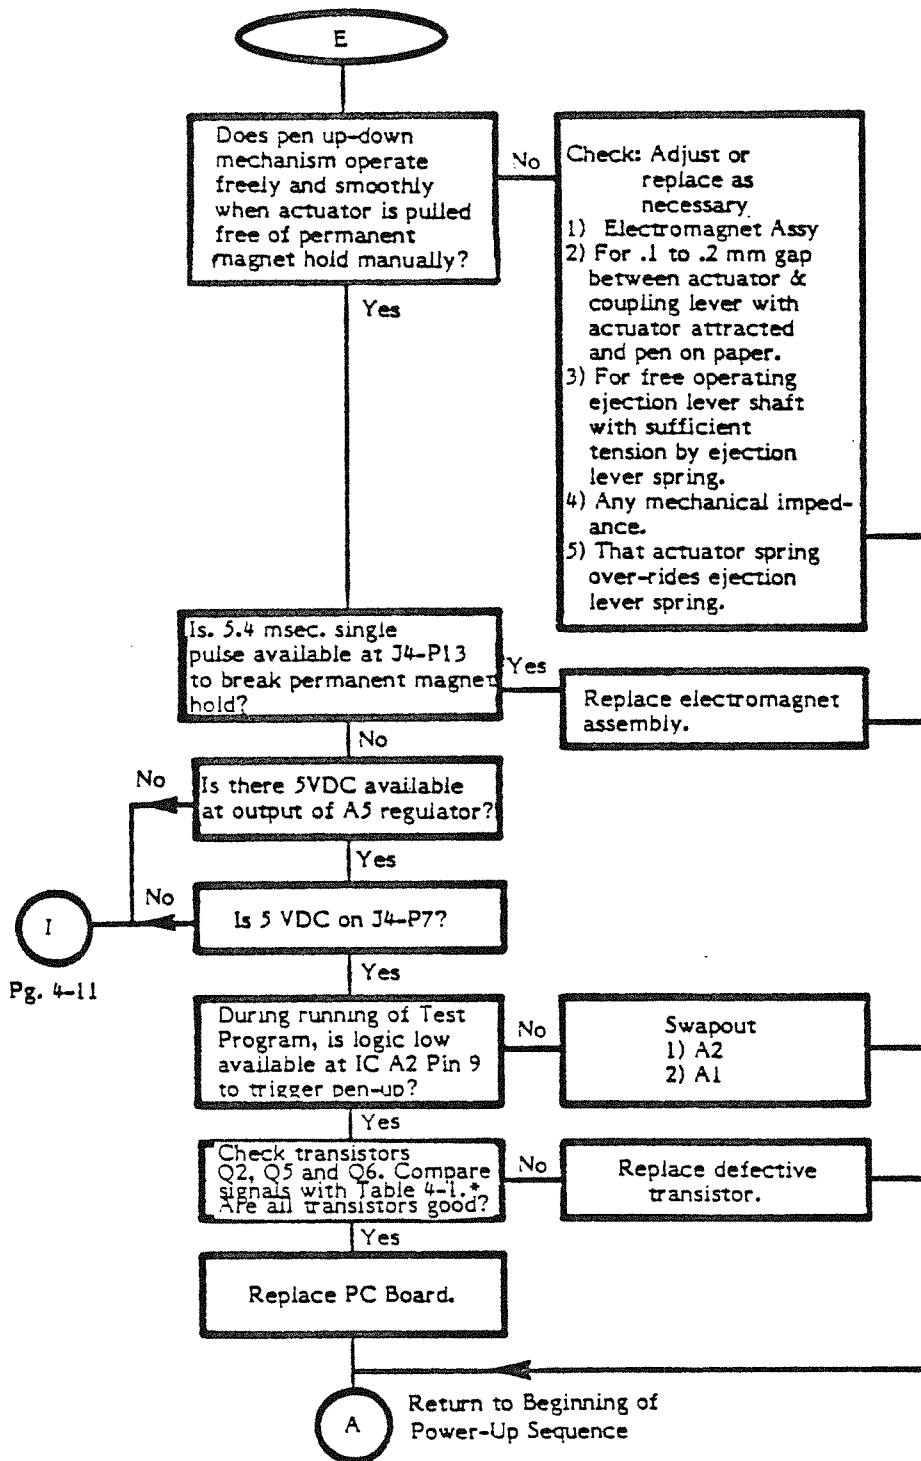 E
Does pen up-down
mechanism operate
freely and smoothly
when actuator is pulled
free of permanent
magnet hold manually?
No
Check: Adjust or
replace as
necessary
1) Electromagnet Assy
2) For .1 to .2 mm gap
between actuator &
coupling lever with
actuator attracted
and pen on paper.
3) For free operating
ejection lever shaft
with sufficient
tension by ejection
lever spring.
4) Any mechanical imped-
ance.
5) That actuator spring
over-rides ejection
lever spring.
Yes
Is. 5.4 msec. single
pulse available at J4-P13
to break permanent magnet
hold?
Yes
Replace electromagnet
assembly.
No
Is there 5VDC available
at output of A5 regulator?
No
Yes
Is 5 VDC on J4-P7?
No
I
Pg. 4-11
Yes
During running of Test
Program, is logic low
available at IC A2 Pin 9
to trigger pen-up?
No
Swapout
1) A2
2) A1
Yes
Check transistors
Q2, Q5 and Q6. Compare
signals with Table 4-1.*
Are all transistors good?
No
Replace defective
transistor.
Yes
Replace PC Board.
A
Return to Beginning of
Power-Up Sequence